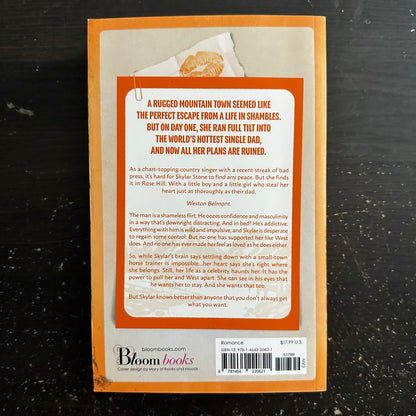 A RUGGED MOUNTAIN TOWN SEEMED LIKE
THE PERFECT ESCAPE FROM A LIFE IN SHAMBLES.
BUT ON DAY ONE, SHE RAN FULL TILT INTO
THE WORLD'S HOTTEST SINGLE DAD,
AND NOW ALL HER PLANS ARE RUINED.
As a chart-topping country singer with a recent streak of bad
press, it's hard for Skylar Stone to find any peace. But she finds
it in Rose Hill. With a little boy and a little girl who steal her
heart just as thoroughly as their dad.
Weston Belmont.
The man is a shameless flirt. He oozes confidence and masculinity
in a way that's downright distracting. And in bed? He's addictive.
Everything with him is wild and impulsive, and Skylar is desperate
to regain some control. But no one has supported her like West
does. And no one has ever made her feel as loved as he does either.
So, while Skylar's brain says settling down with a small-town
horse trainer is impossible...her heart says she's right where
she belongs. Still, her life as a celebrity haunts her. It has the
power to pull her and West apart. She can see in his eyes that
he wants her to stay. And she wants that too.
But Skylar knows better than anyone that you don't always get
what you want.
bloombooks.com
Bloom books
Cover design by Mary at Books and Moods
Romance
$17.99 U.S.